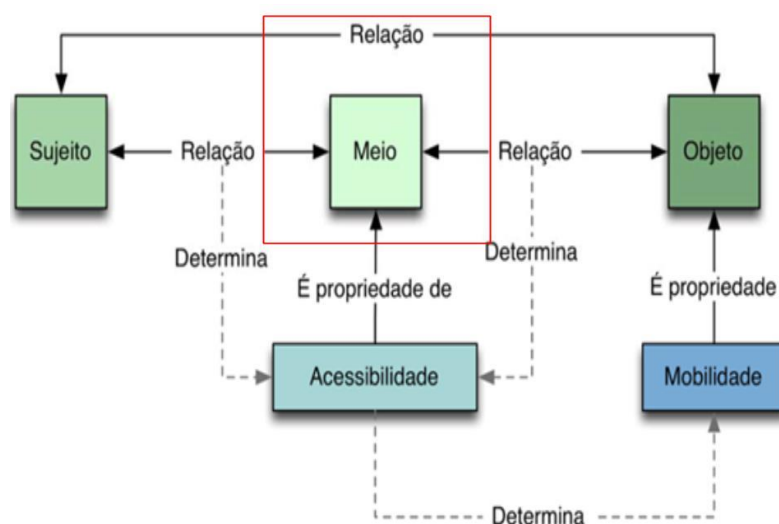 Relação
Sujeito
Relação
Meio
Relação
Objeto
Determina
Determina
É propriedade de
É propriedade
Acessibilidade
Mobilidade
Determina